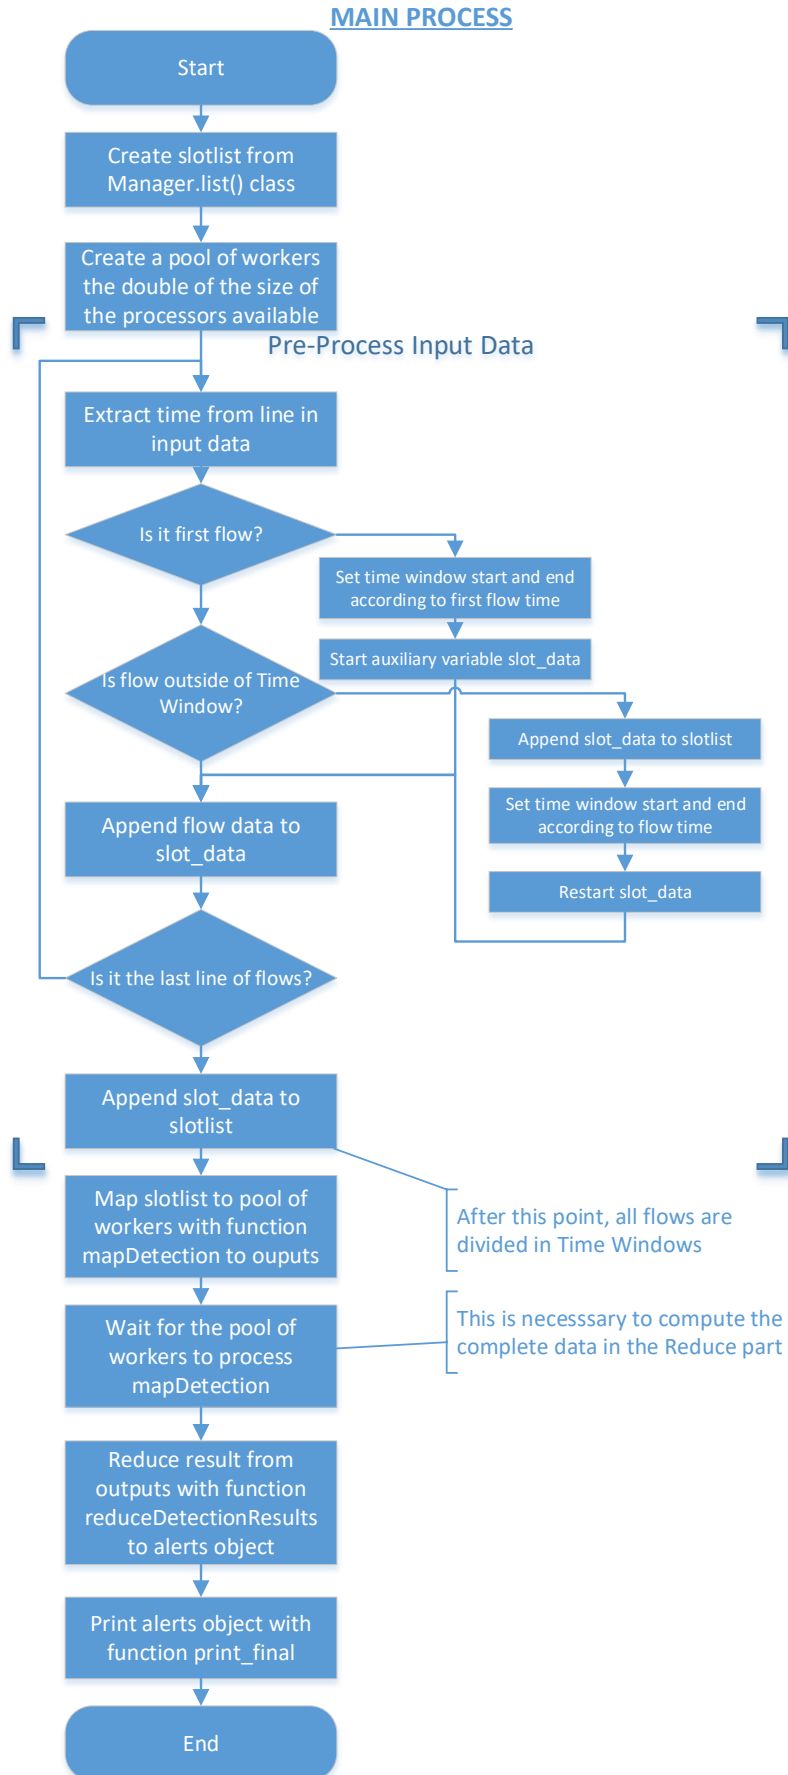 MAIN PROCESS
Start
Create slotlist from
Manager.list() class
Create a pool of workers
the double of the size of
the processors available
Pre-Process Input Data
Extract time from line in
input data
Is it first flow?
Set time window start and end
according to first flow time
Start auxiliary variable slot_data
Is flow outside of Time
Window?
Append slot_data to slotlist
Set time window start and end
according to flow time
Restart slot_data
Append flow data to
slot_data
Is it the last line of flows?
Append slot_data to
slotlist
After this point, all flows are
divided in Time Windows
Map slotlist to pool of
workers with function
mapDetection to ouputs
This is necesssary to compute the
complete data in the Reduce part
Wait for the pool of
workers to process
mapDetection
Reduce result from
outputs with function
reduceDetectionResults
to alerts object
Print alerts object with
function print_final
End